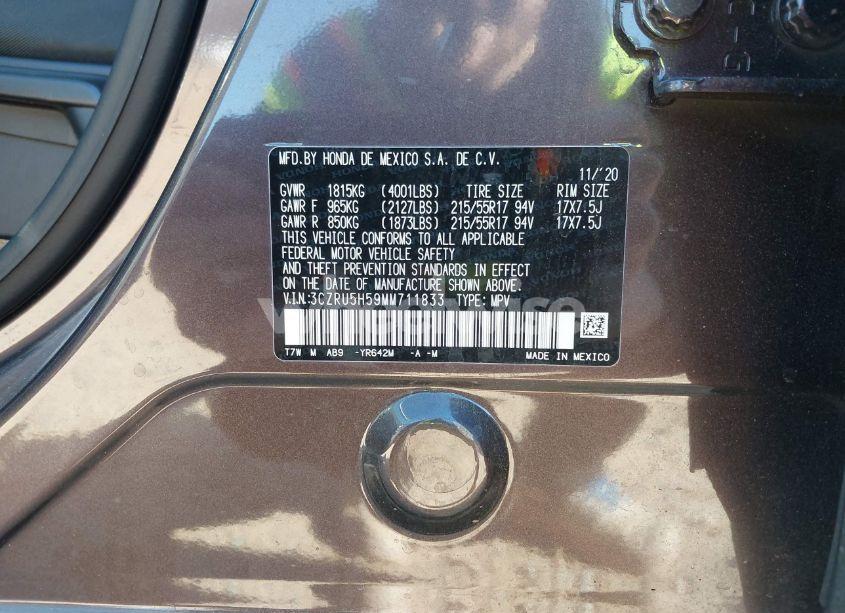 MFD.BY HONDA DE MEXICO S.A. DE C.V. 11/'20
GVWR 1815KG (4001LBS) TIRE SIZE RIM SIZE
GAWR F 965KG (2127LBS) 215/55R17 94V 17X7.5J
GAWR R 850KG (1873LBS) 215/55R17 94V 17X7.5J
THIS VEHICLE CONFORMS TO ALL APPLICABLE
FEDERAL MOTOR VEHICLE SAFETY
AND THEFT PREVENTION STANDARDS IN EFFECT
ON THE DATE OF MANUFACTURE SHOWN ABOVE.
V.I.N:3CZRU5H59MM711833 TYPE: MPV
T7W M AB9 -YR642M -A -M MADE IN MEXICO